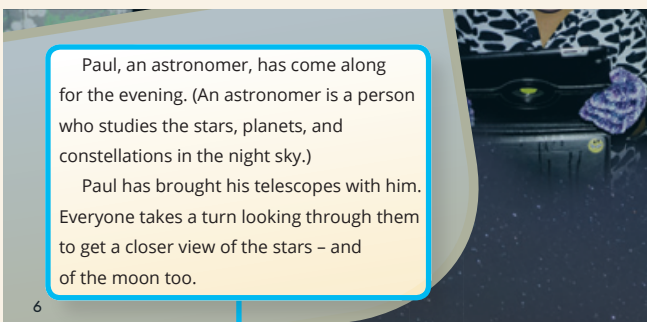 Paul, an astronomer, has come along
for the evening. (An astronomer is a person
who studies the stars, planets, and
constellations in the night sky.)
Paul has brought his telescopes with him.
Everyone takes a turn looking through them
to get a closer view of the stars – and
of the moon too.
6